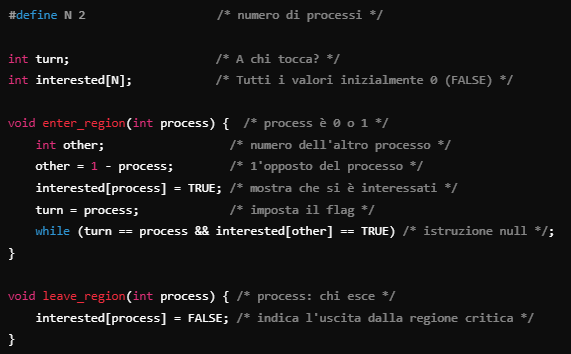 #define N 2 /* numero di processi */
int turn; /* A chi tocca? */
int interested[N]; /* Tutti i valori inizialmente 0 (FALSE) */
void enter_region(int process) { /* process è 0 o 1 */
int other; /* numero dell'altro processo */
other = 1 - process; /* l'opposto del processo */
interested[process] = TRUE; /* mostra che si è interessati */
turn = process; /* imposta il flag */
while (turn == process && interested[other] == TRUE) /* istruzione null */;
}
void leave_region(int process) { /* process: chi esce */
interested[process] = FALSE; /* indica l'uscita dalla regione critica */
}